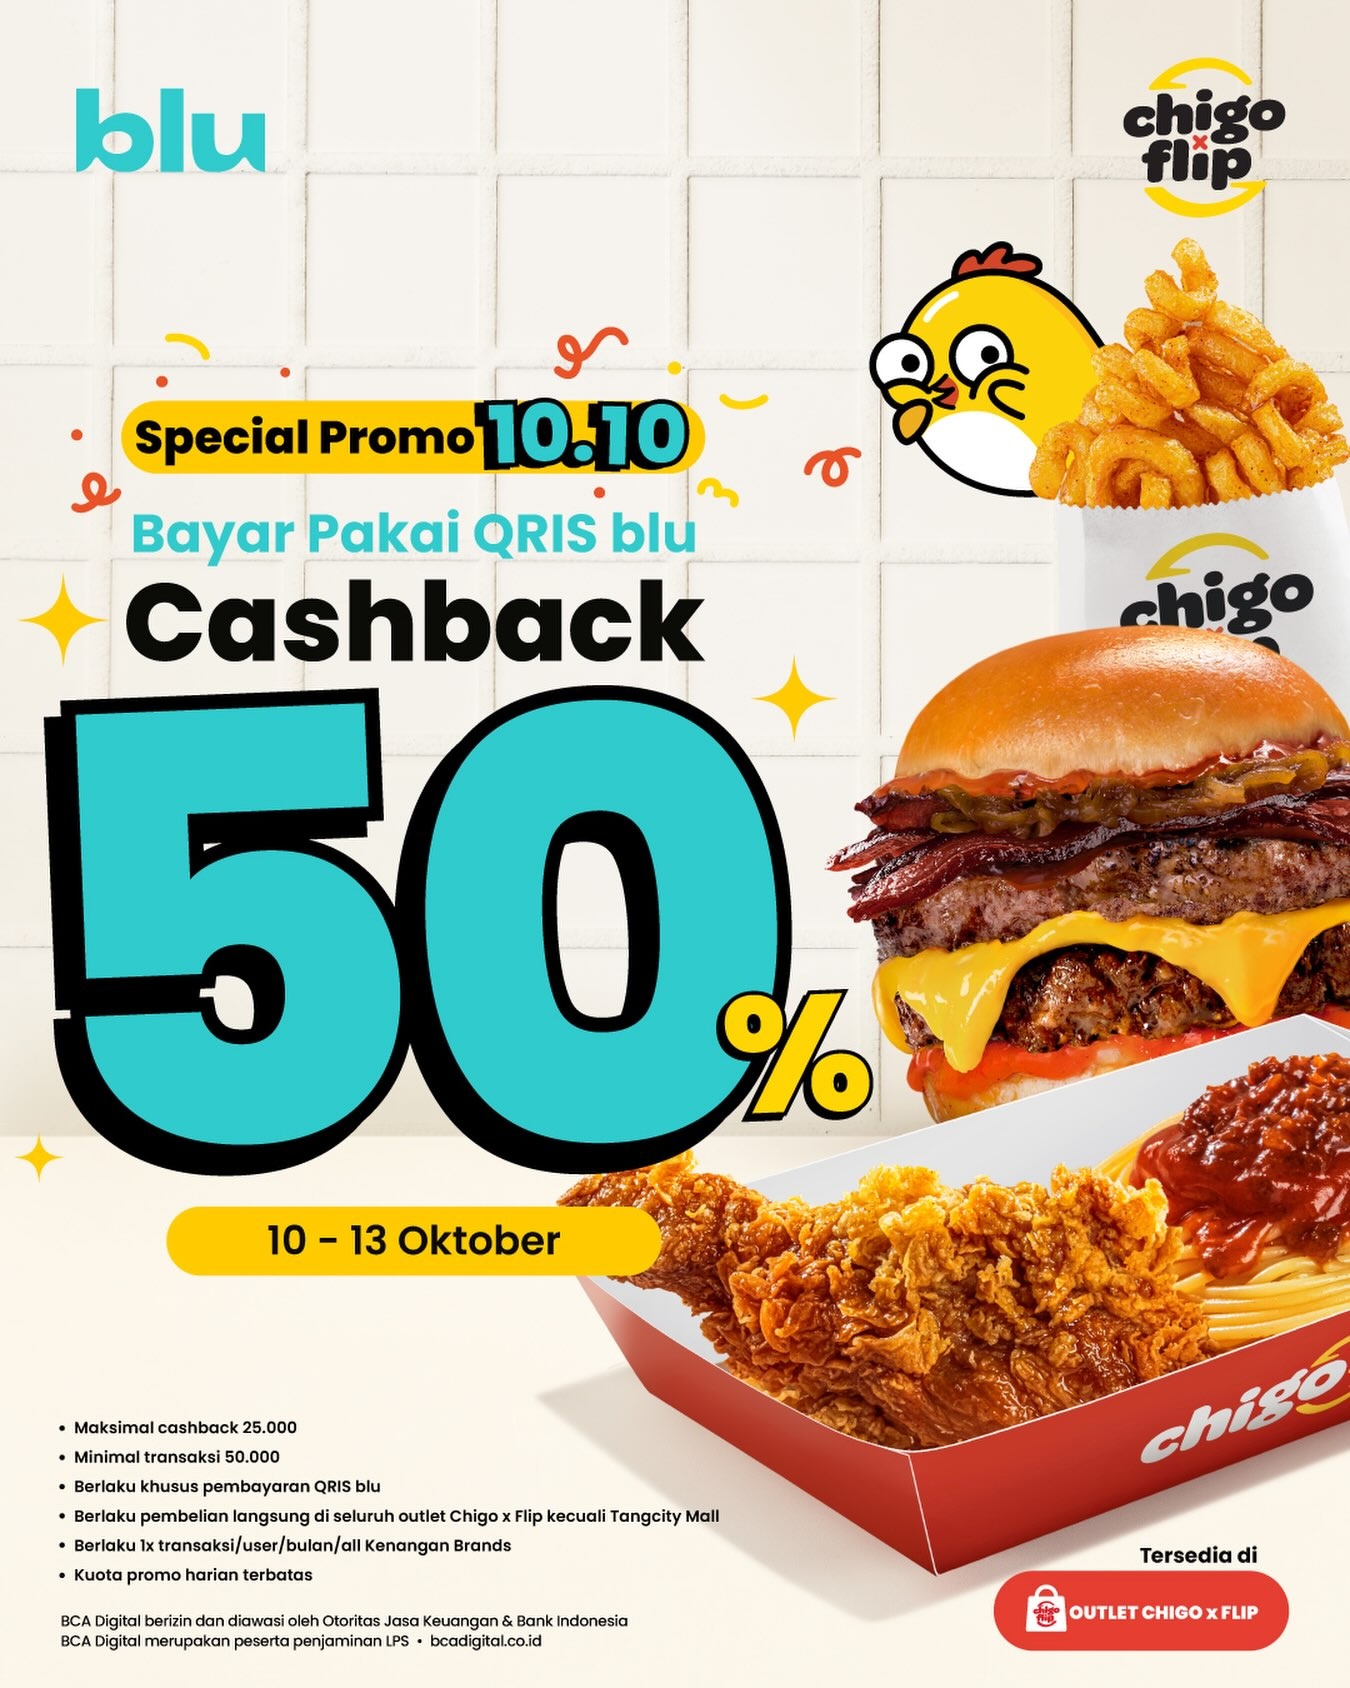 blu
chigo
x
flip
Special Promo 10.10
Bayar Pakai QRIS blu
Cashback
50%
10 - 13 Oktober
chigo
chigo
• Maksimal cashback 25.000
• Minimal transaksi 50.000
• Berlaku khusus pembayaran QRIS blu
• Berlaku pembelian langsung di seluruh outlet Chigo x Flip kecuali Tangcity Mall
• Berlaku 1x transaksi/user/bulan/all Kenangan Brands
• Kuota promo harian terbatas
BCA Digital berizin dan diawasi oleh Otoritas Jasa Keuangan & Bank Indonesia
BCA Digital merupakan peserta penjaminan LPS • bcadigital.co.id
Tersedia di
chigo
flip
OUTLET CHIGO x FLIP